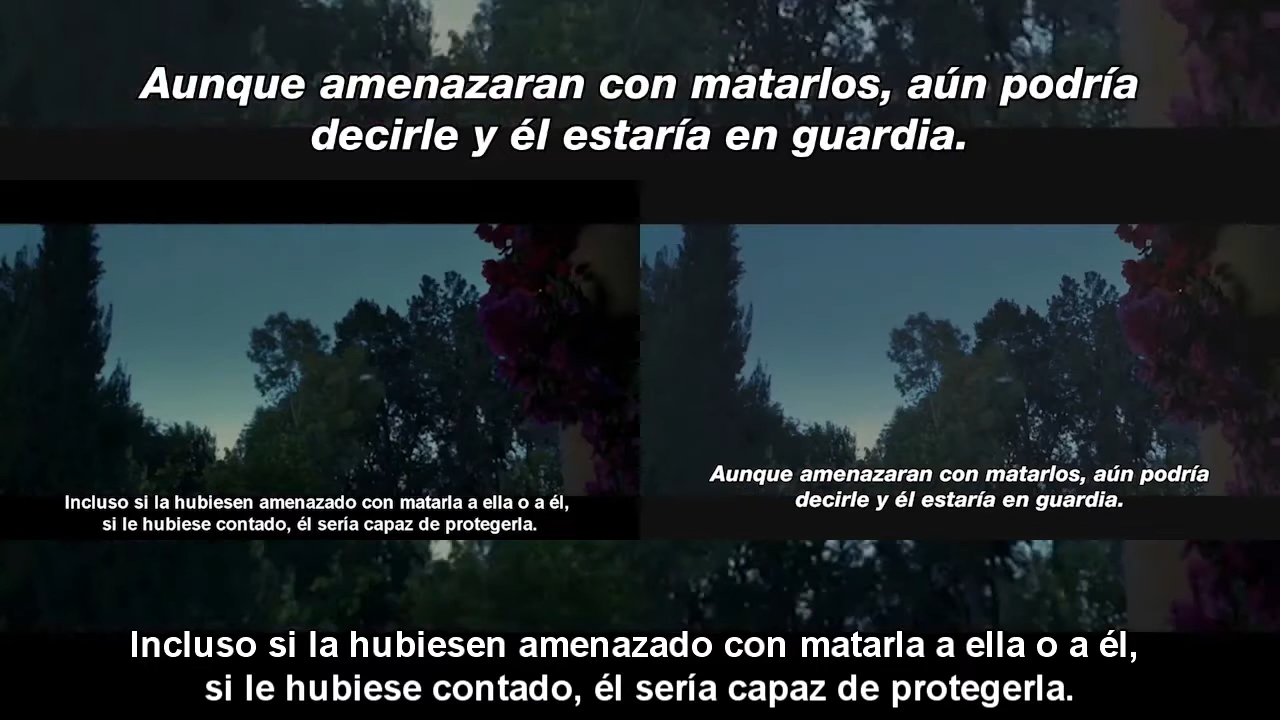 Aunque amenazaran con matarlos, aún podría
decirle y él estaría en guardia.
Incluso si la hubiesen amenazado con matarla a ella o a él,
si le hubiese contado, él sería capaz de protegerla.
Aunque amenazaran con matarlos, aún podría
decirle y él estaría en guardia.
Incluso si la hubiesen amenazado con matarla a ella o a él,
si le hubiese contado, él sería capaz de protegerla.